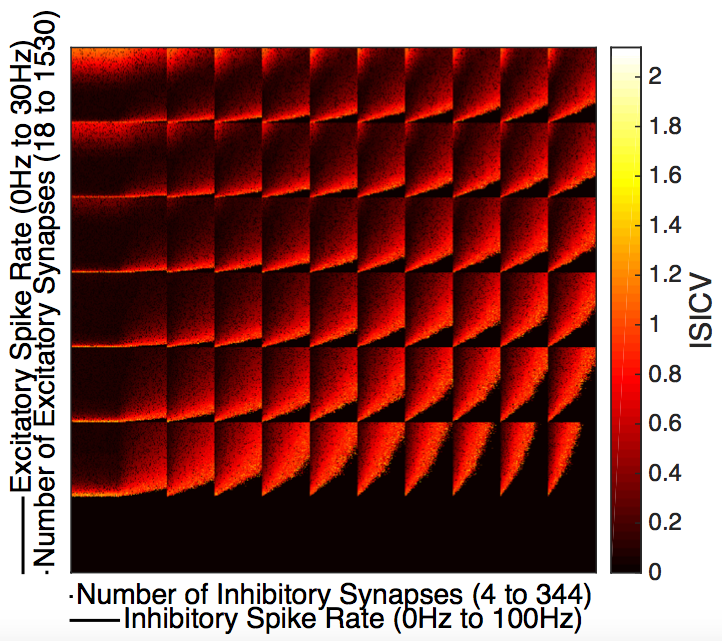 Excitatory Spike Rate (0Hz to 30Hz)
·Number of Excitatory Synapses (18 to 1530)
2
1.8
1.6
1.4
1.2
1
0.8
0.6
0.4
0.2
0
ISICV
·Number of Inhibitory Synapses (4 to 344)
Inhibitory Spike Rate (0Hz to 100Hz)